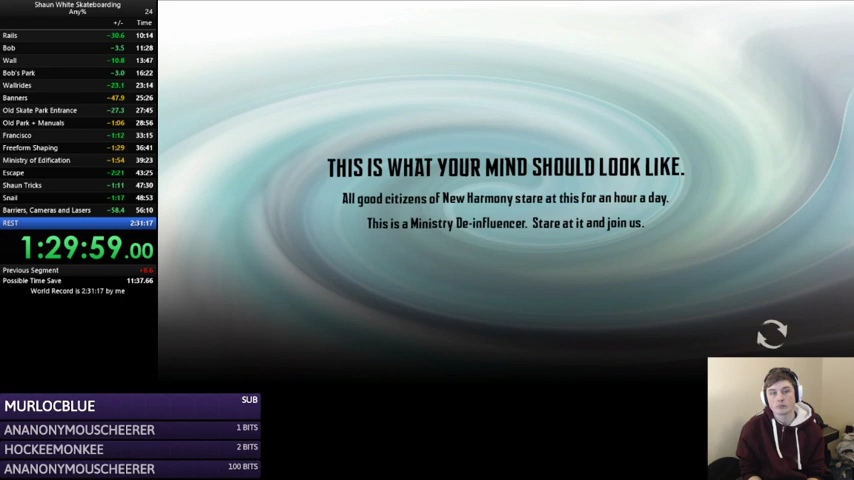 Shaun White Skateboarding
Any% 24
+/- Time
Rails -30.6 10:14
Bob -3.5 11:28
Wall -10.8 13:47
Bob's Park -3.0 16:22
Wallrides -23.1 23:14
Banners -47.9 25:26
Old Skate Park Entrance -27.3 27:45
Old Park + Manuals -1:06 28:56
Francisco -1:12 33:15
Freeform Shaping -1:29 36:41
Ministry of Edification -1:54 39:23
Escape -2:21 43:25
Shaun Tricks -1:11 47:30
Snail -1:17 48:53
Barriers, Cameras and Lasers -58.4 56:10
REST 2:31:17
1:29:59.00
Previous Segment +0.6
Possible Time Save 11:37.66
World Record is 2:31:17 by me
THIS IS WHAT YOUR MIND SHOULD LOOK LIKE.
All good citizens of New Harmony stare at this for an hour a day.
This is a Ministry De-influencer. Stare at it and join us.
MURLOCBLUE SUB
ANANONYMOUSCHEERER 1 BITS
HOCKEEMONKEE 2 BITS
ANANONYMOUSCHEERER 100 BITS